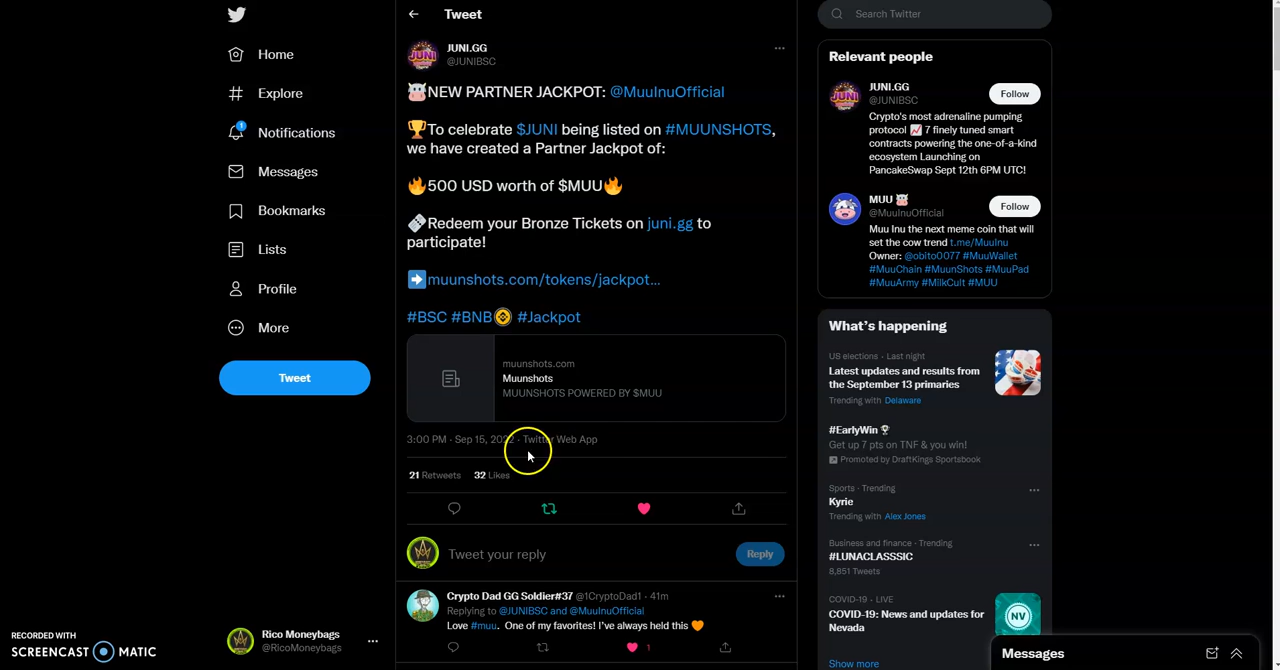 Home
Explore
1
Notifications
Messages
Bookmarks
Lists
Profile
More
Tweet
RECORDED WITH
SCREENCAST MATIC
Rico Moneybags
@RicoMoneybags
Tweet
JUNI.GG
@JUNIBSC
NEW PARTNER JACKPOT: @MuuInuOfficial
To celebrate $JUNI being listed on #MUUNSHOTS,
we have created a Partner Jackpot of:
500 USD worth of $MUU
Redeem your Bronze Tickets on juni.gg to
participate!
muunshots.com/tokens/jackpot…
#BSC #BNB #Jackpot
muunshots.com
Muunshots
MUUNSHOTS POWERED BY $MUU
3:00 PM · Sep 15, 2022 · Twitter Web App
21 Retweets 32 Likes
Tweet your reply
Reply
Crypto Dad GG Soldier#37 @1CryptoDad1 · 41m
Replying to @JUNIBSC and @MuuInuOfficial
Love #muu. One of my favorites! I've always held this
1
Search Twitter
Relevant people
JUNI.GG
@JUNIBSC
Follow
Crypto's most adrenaline pumping
protocol 7 finely tuned smart
contracts powering the one-of-a-kind
ecosystem Launching on
PancakeSwap Sept 12th 6PM UTC!
MUU
@MuuInuOfficial
Follow
Muu Inu the next meme coin that will
set the cow trend t.me/MuuInu
Owner: @obito0077 #MuuWallet
#MuuChain #MuunShots #MuuPad
#MuuArmy #MilkCult #MUU
What's happening
US elections · Last night
Latest updates and results from
the September 13 primaries
Trending with Delaware
#EarlyWin
Get up 7 pts on TNF & you win!
Promoted by DraftKings Sportsbook
Sports · Trending
Kyrie
Trending with Alex Jones
Business and finance · Trending
#LUNACLASSSIC
8,851 Tweets
COVID-19 · LIVE
COVID-19: News and updates for
Nevada
NV
Show more
Messages